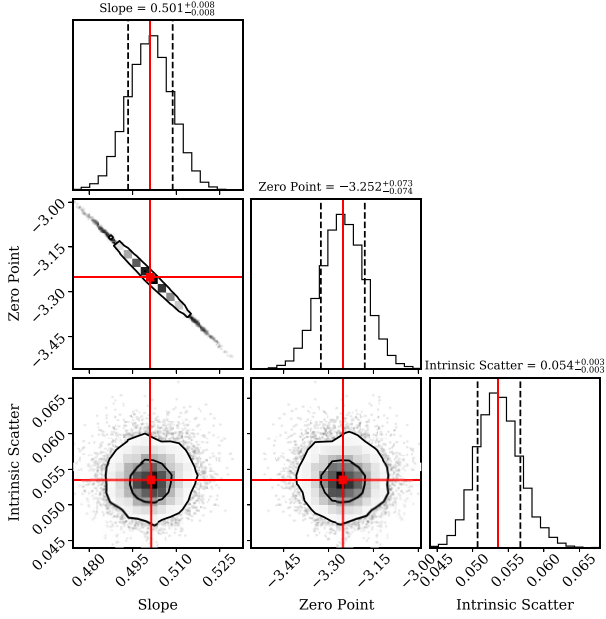 Slope = 0.501+0.008 −0.008
Zero Point = −3.252+0.073 −0.074
Intrinsic Scatter = 0.054+0.003 −0.003
Zero Point
−3.00
−3.15
−3.30
−3.45
Intrinsic Scatter
0.065
0.060
0.055
0.050
0.045
0.480
0.495
0.510
0.525
Slope
−3.45
−3.30
−3.15
−3.00
Zero Point
0.045
0.050
0.055
0.060
0.065
Intrinsic Scatter